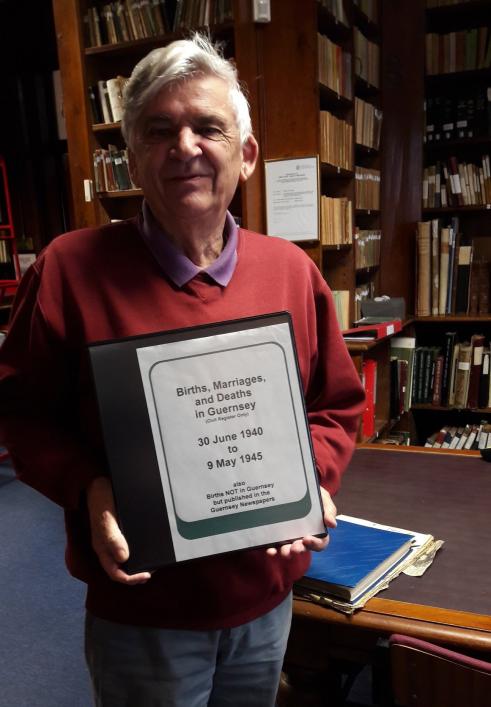 Births, Marriages,
and Deaths
in Guernsey
(Civil Register Only)
30 June 1940
to
9 May 1945
also
Births NOT in Guernsey
but published in the
Guernsey Newspapers